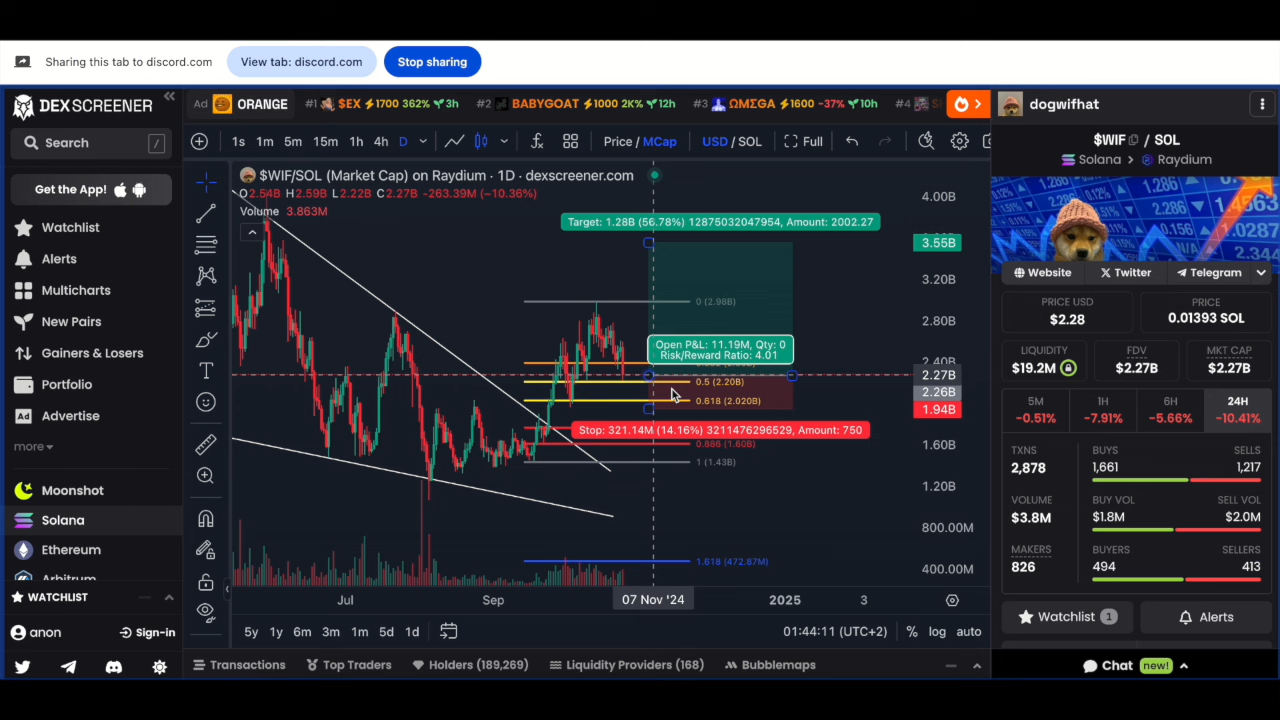 Sharing this tab to discord.com
View tab: discord.com
Stop sharing
DEX SCREENER
Search
/
Get the App!
Watchlist
Alerts
Multicharts
New Pairs
Gainers & Losers
Portfolio
Advertise
more
Moonshot
Solana
Ethereum
Arbitrum
WATCHLIST
anon
Sign-in
Ad
ORANGE
#1 $EX 1700 362% 3h
#2 BABYGOAT 1000 2K% 12h
#3 ΩMΣGA 1600 -37% 10h
#4
1s 1m 5m 15m 1h 4h D
Price / MCap
USD / SOL
Full
$WIF/SOL (Market Cap) on Raydium · 1D · dexscreener.com
O2.54B H2.59B L2.22B C2.27B −263.39M (−10.36%)
Volume 3.863M
Target: 1.28B (56.78%) 12875032047954, Amount: 2002.27
0 (2.98B)
Open P&L: 11.19M, Qty: 0
Risk/Reward Ratio: 4.01
0.5 (2.20B)
0.618 (2.020B)
Stop: 321.14M (14.16%) 3211476296529, Amount: 750
0.886 (1.60B)
1 (1.43B)
1.618 (472.87M)
4.00B
3.55B
3.20B
2.80B
2.40B
2.27B
2.26B
1.94B
1.60B
1.20B
800.00M
400.00M
Jul
Sep
07 Nov '24
2025
3
5y 1y 6m 3m 1m 5d 1d
01:44:11 (UTC+2)
% log auto
Transactions
Top Traders
Holders (189,269)
Liquidity Providers (168)
Bubblemaps
dogwifhat
$WIF / SOL
Solana > Raydium
Website
Twitter
Telegram
PRICE USD
$2.28
PRICE
0.01393 SOL
LIQUIDITY
$19.2M
FDV
$2.27B
MKT CAP
$2.27B
5M
-0.51%
1H
-7.91%
6H
-5.66%
24H
-10.41%
TXNS
2,878
BUYS
1,661
SELLS
1,217
VOLUME
$3.8M
BUY VOL
$1.8M
SELL VOL
$2.0M
MAKERS
826
BUYERS
494
SELLERS
413
Watchlist 1
Alerts
Chat new!